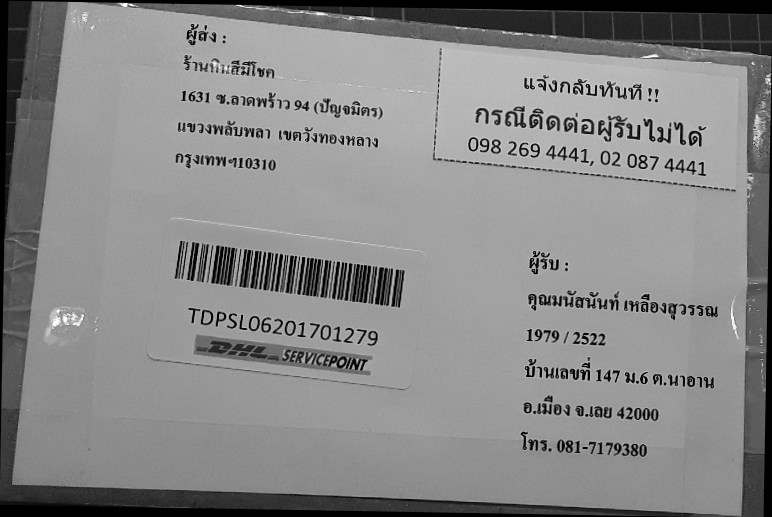 ผู้ส่ง :
ร้านหินสีมีโชค
1631 ซ.ลาดพร้าว 94 (ปัญจมิตร)
แขวงพลับพลา เขตวังทองหลาง
กรุงเทพฯ10310
แจ้งกลับทันที !!
กรณีติดต่อผู้รับไม่ได้
098 269 4441, 02 087 4441
TDPSL06201701279
DHL SERVICEPOINT
ผู้รับ :
คุณมนัสนันท์ เหลืองสุวรรณ
1979 / 2522
บ้านเลขที่ 147 ม.6 ต.นาอาน
อ.เมือง จ.เลย 42000
โทร. 081-7179380